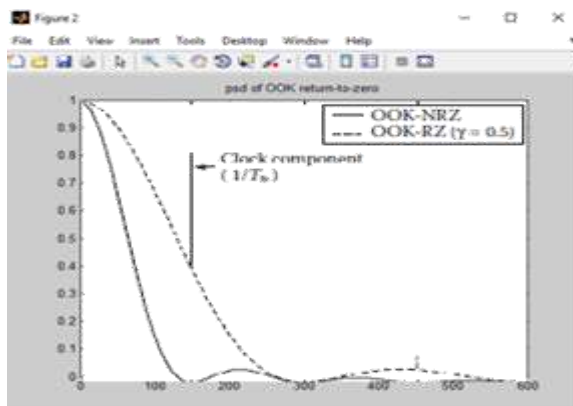 Figure 2
File Edit View Insert Tools Desktop Window Help
psd of OOK return-to-zero
OOK-NRZ
OOK-RZ (γ = 0.5)
Clock component
( 1/Tb )
1
0.9
0.8
0.7
0.6
0.5
0.4
0.3
0.2
0.1
0
0 100 200 300 400 500 600